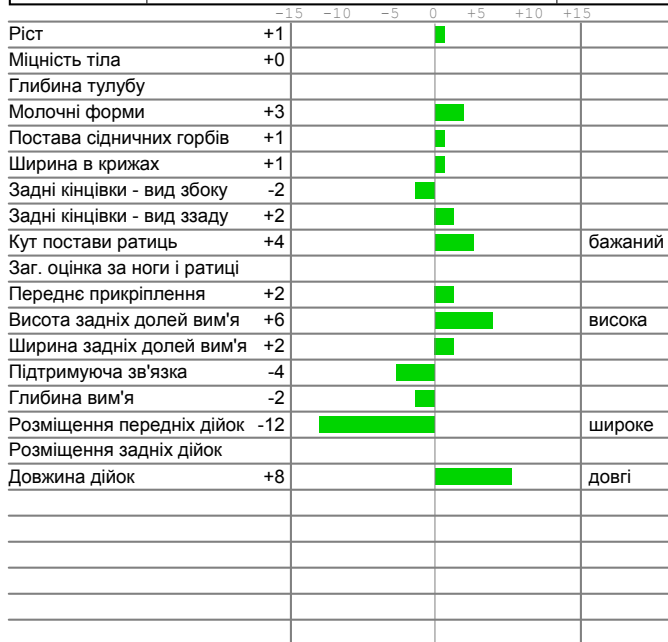 -15 -10 -5 0 +5 +10 +15
Ріст +1
Міцність тіла +0
Глибина тулубу
Молочні форми +3
Постава сідничних горбів +1
Ширина в крижах +1
Задні кінцівки - вид збоку -2
Задні кінцівки - вид ззаду +2
Кут постави ратиць +4 бажаний
Заг. оцінка за ноги і ратиці
Переднє прикріплення +2
Висота задніх долей вим'я +6 висока
Ширина задніх долей вим'я +2
Підтримуюча зв'язка -4
Глибина вим'я -2
Розміщення передніх дійок -12 широке
Розміщення задніх дійок
Довжина дійок +8 довгі